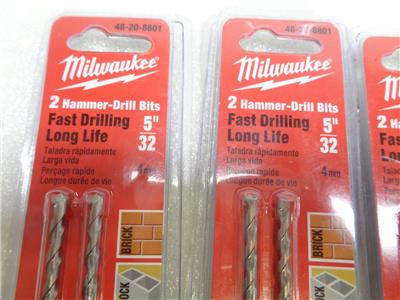 48-20-8801
Milwaukee
2 Hammer-Drill Bits
Fast Drilling
Long Life
5"
32
Taladra rápidamente
Larga vida
Perçage rapide
Longue durée de vie
4mm
BRICK
48-20-8801
Milwaukee
2 Hammer-Drill Bits
Fast Drilling
Long Life
5"
32
Taladra rápidamente
Larga vida
Perçage rapide
Longue durée de vie
4mm
BRICK